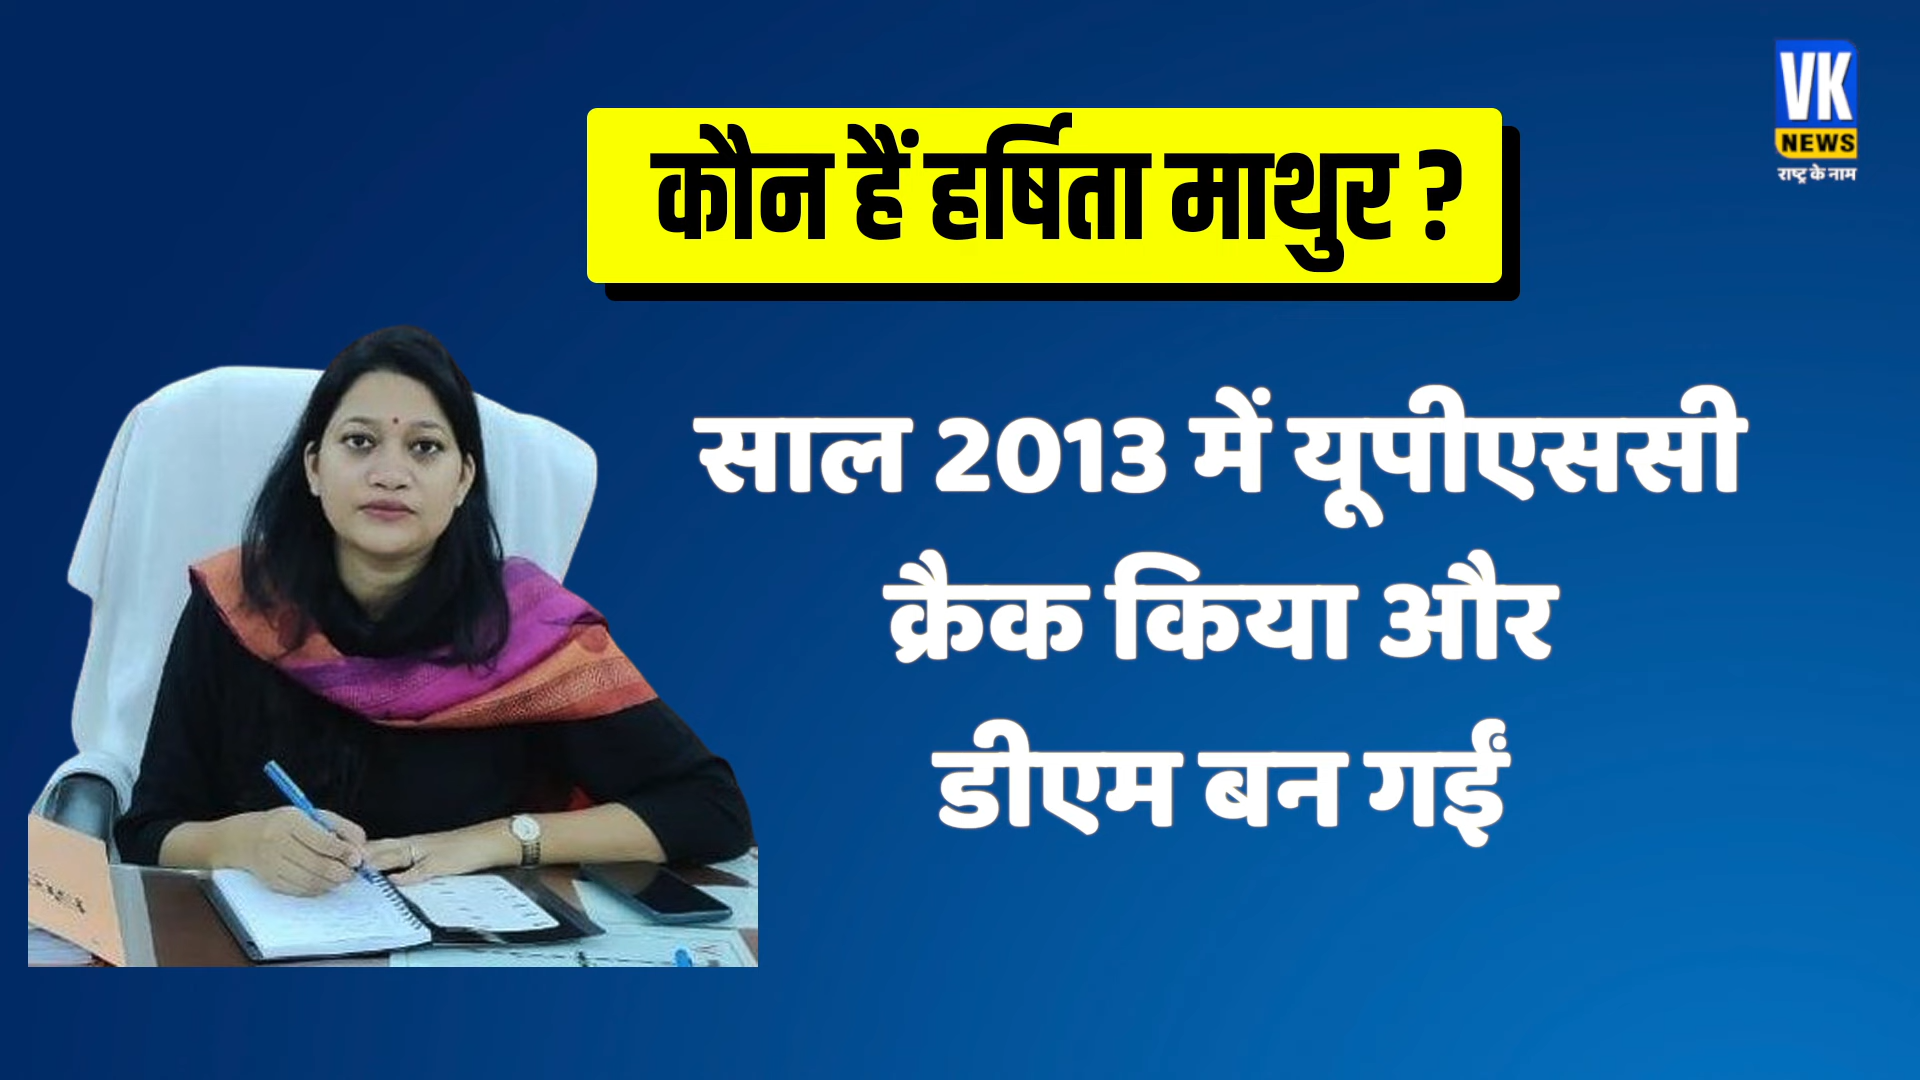 VK
NEWS
राष्ट्र के नाम
कौन हैं हर्षिता माथुर ?
साल 2013 में यूपीएससी
क्रैक किया और
डीएम बन गईं